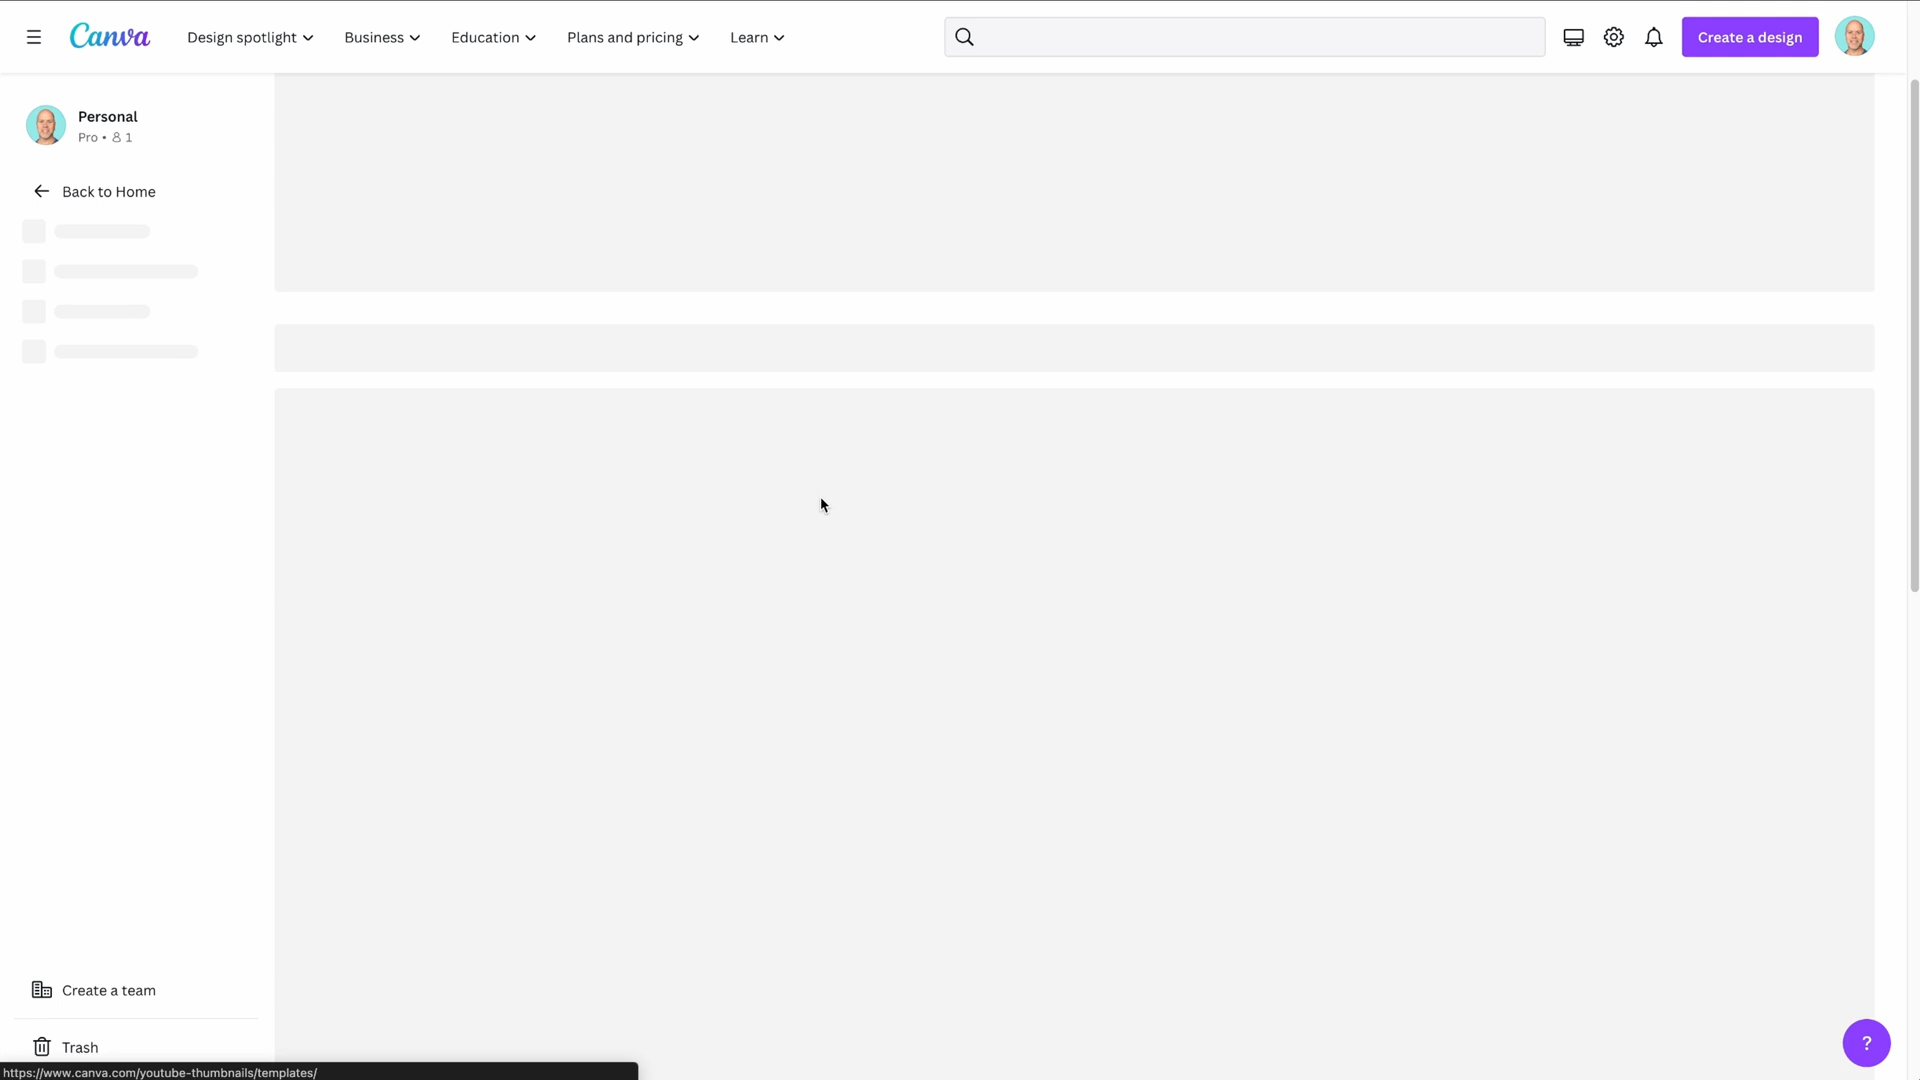 Canva
Design spotlight
Business
Education
Plans and pricing
Learn
Create a design
Personal
Pro • 1
Back to Home
Create a team
Trash
?
https://www.canva.com/youtube-thumbnails/templates/